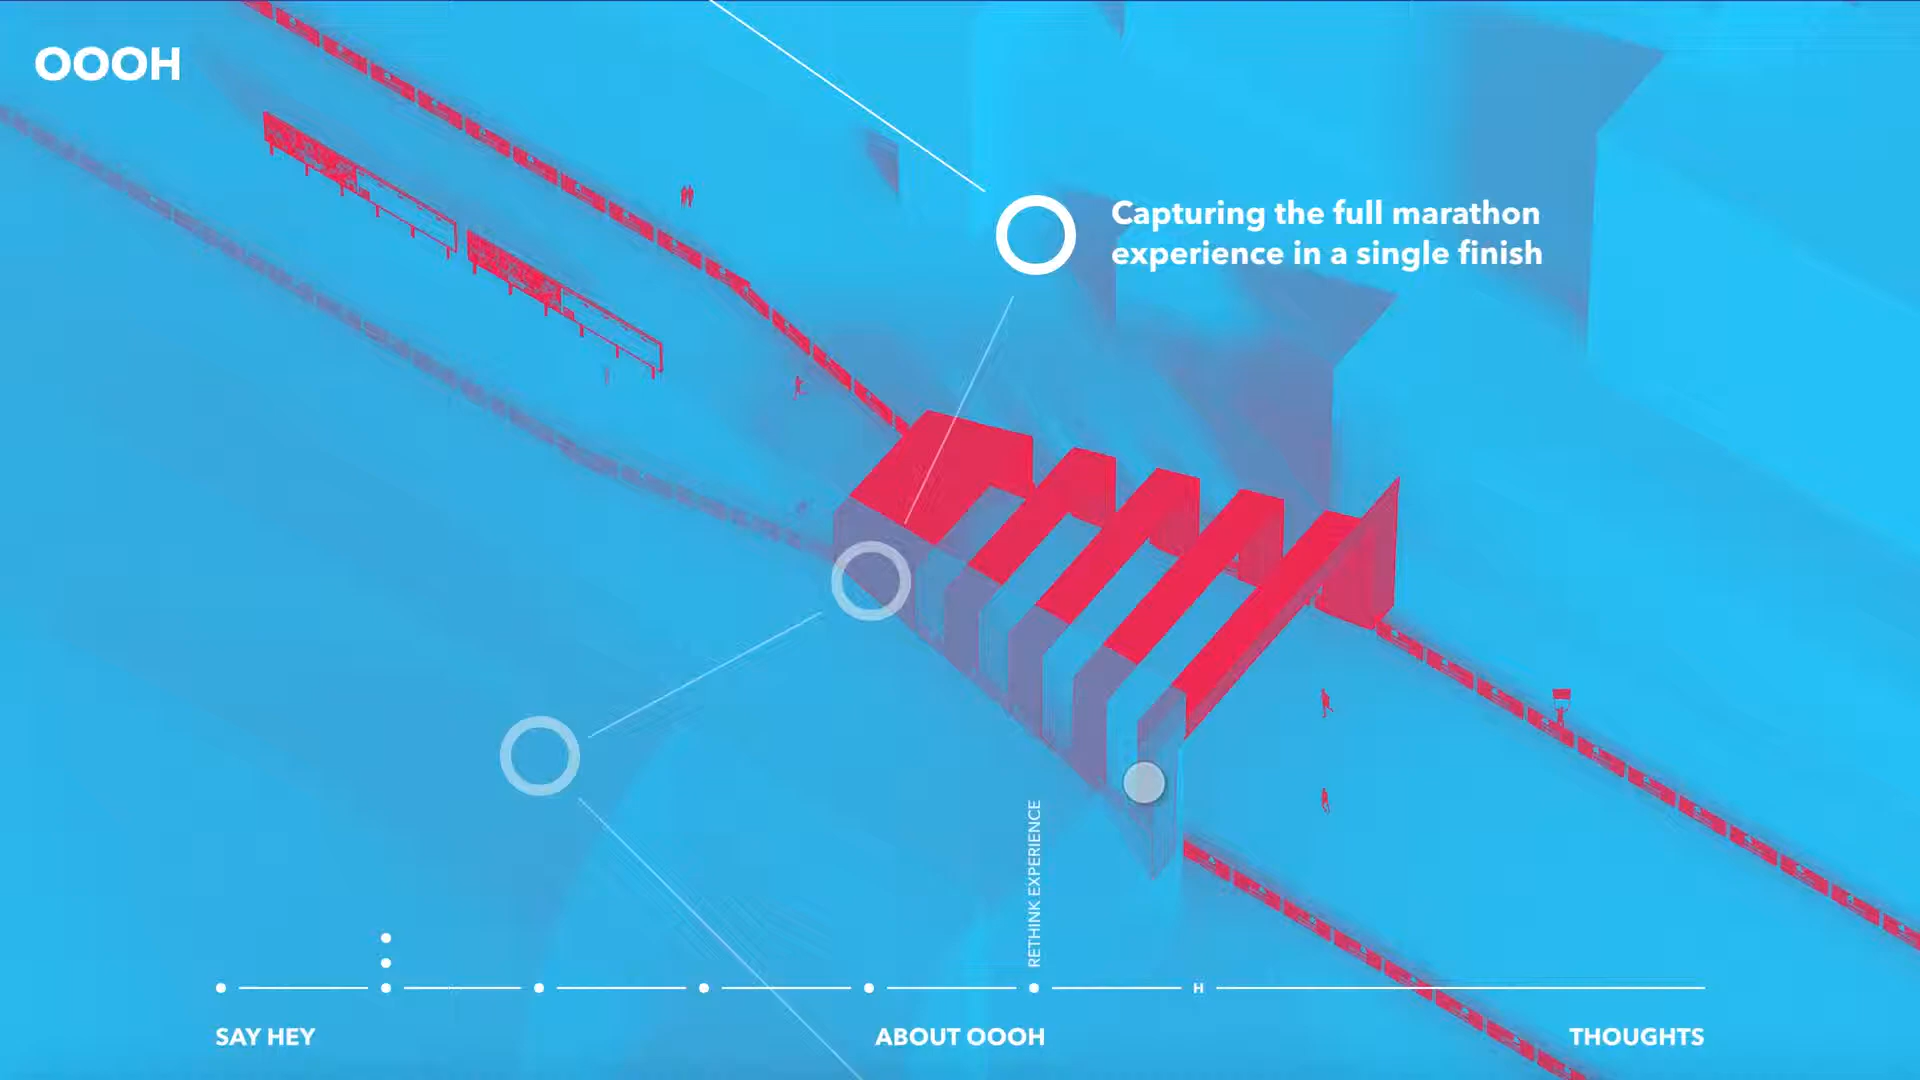 OOOH
Capturing the full marathon
experience in a single finish
RETHINK EXPERIENCE
H
SAY HEY
ABOUT OOOH
THOUGHTS